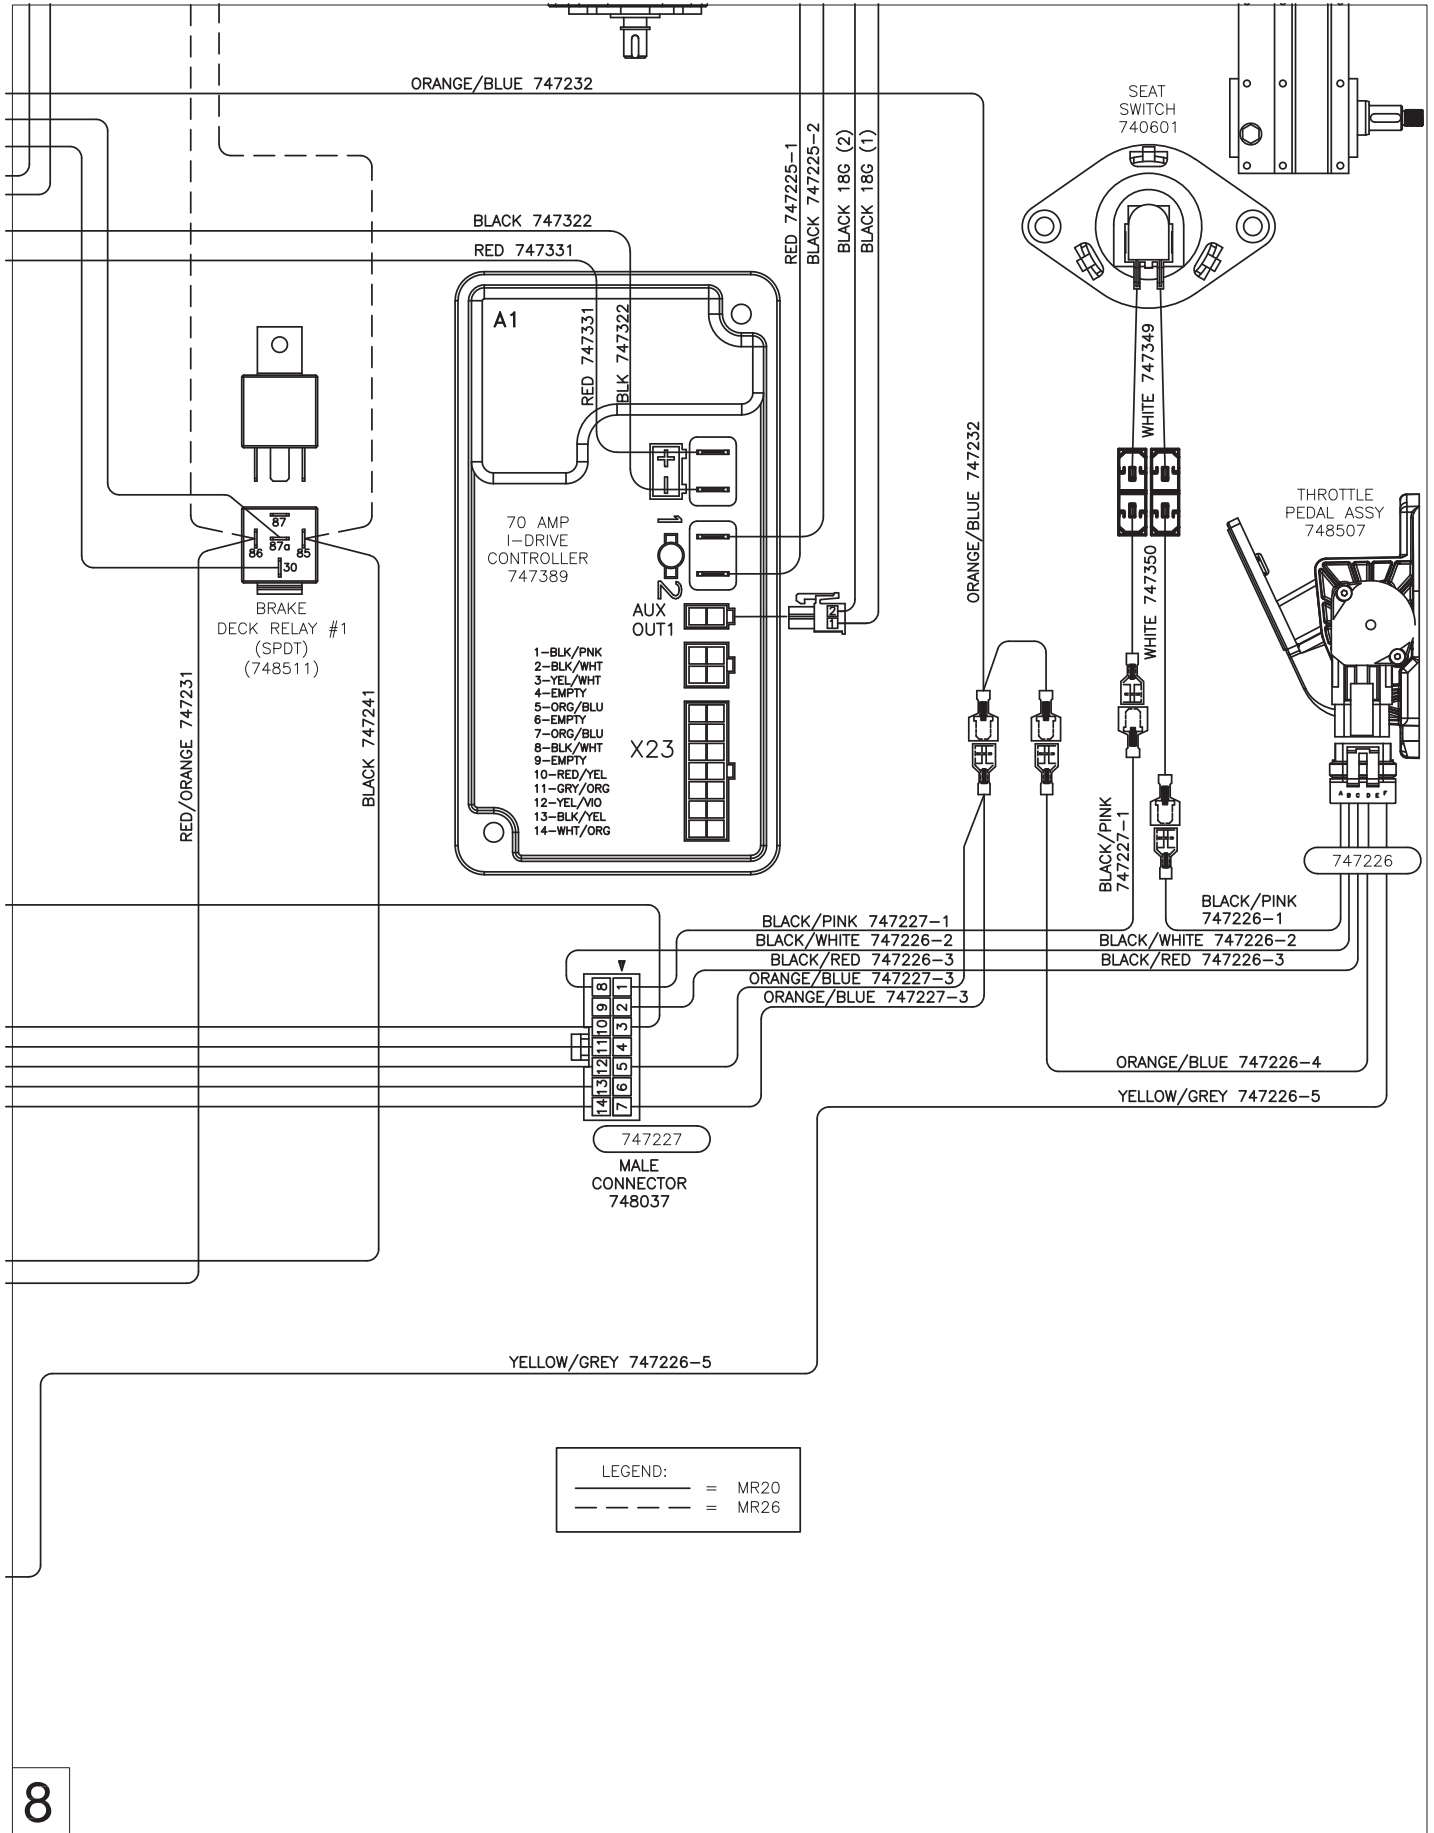 ORANGE/BLUE 747232
SEAT
SWITCH
740601
RED 747225-1
BLACK 747225-2
BLACK 18G (2)
BLACK 18G (1)
BLACK 747322
RED 747331
A1
RED 747331
BLK 747322
WHITE 747349
ORANGE/BLUE 747232
+
-
1
2
70 AMP
I-DRIVE
CONTROLLER
747389
THROTTLE
PEDAL ASSY
748507
87
86
87a
85
30
BRAKE
DECK RELAY #1
(SPDT)
(748511)
WHITE 747350
AUX
OUT1
2
1
1-BLK/PNK
2-BLK/WHT
3-YEL/WHT
4-EMPTY
5-ORG/BLU
6-EMPTY
7-ORG/BLU
8-BLK/WHT
9-EMPTY
10-RED/YEL
11-GRY/ORG
12-YEL/VIO
13-BLK/YEL
14-WHT/ORG
X23
RED/ORANGE 747231
BLACK 747241
A B C D E F
BLACK/PINK
747227-1
747226
BLACK/PINK
747226-1
BLACK/PINK 747227-1
BLACK/WHITE 747226-2
BLACK/WHITE 747226-2
BLACK/RED 747226-3
BLACK/RED 747226-3
ORANGE/BLUE 747227-3
ORANGE/BLUE 747227-3
8 1
9 2
10 3
11 4
12 5
13 6
14 7
ORANGE/BLUE 747226-4
YELLOW/GREY 747226-5
747227
MALE
CONNECTOR
748037
YELLOW/GREY 747226-5
LEGEND:
= MR20
= MR26
8